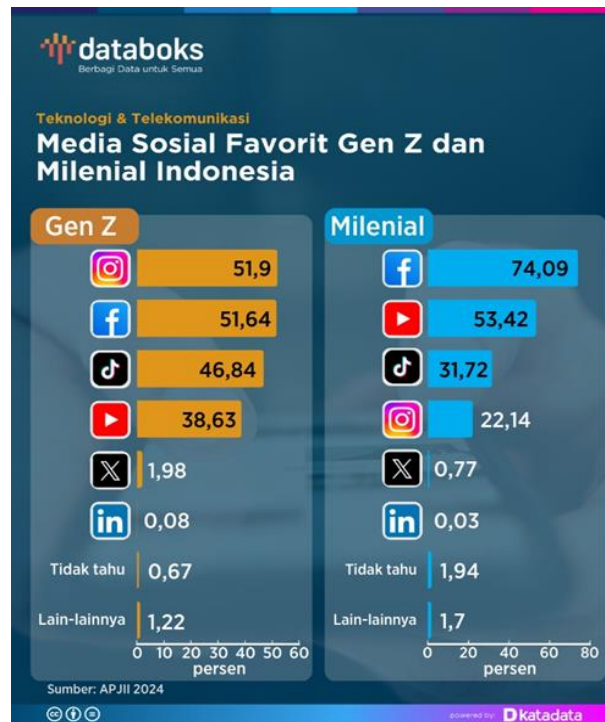 databoks
Berbagi Data untuk Semua
Teknologi & Telekomunikasi
Media Sosial Favorit Gen Z dan
Milenial Indonesia
Gen Z
51,9
51,64
46,84
38,63
1,98
in 0,08
Tidak tahu 0,67
Lain-lainnya 1,22
0 10 20 30 40 50 60
persen
Milenial
74,09
53,42
31,72
22,14
0,77
in 0,03
Tidak tahu 1,94
Lain-lainnya 1,7
0 20 40 60 80
persen
Sumber: APJII 2024
powered by: Dkatadata